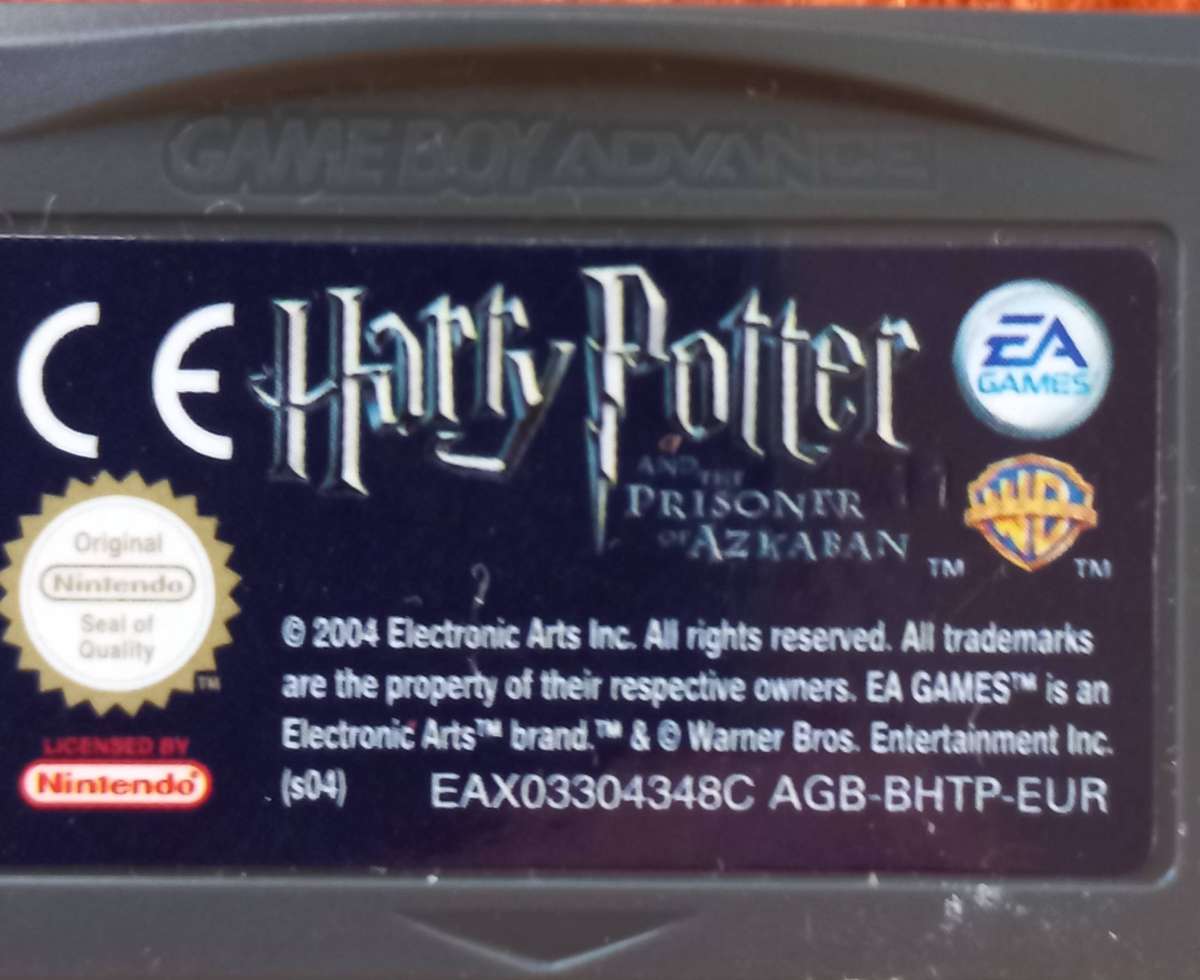 GAME BOY ADVANCE
CE
Harry Potter
AND THE
PRISONER
OF AZKABAN
EA
GAMES
WB
TM TM
Original
Nintendo
Seal of
Quality
TM
LICENSED BY
Nintendo®
© 2004 Electronic Arts Inc. All rights reserved. All trademarks
are the property of their respective owners. EA GAMES™ is an
Electronic Arts™ brand.™ & © Warner Bros. Entertainment Inc.
(s04) EAX03304348C AGB-BHTP-EUR